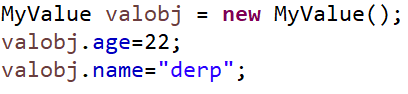 MyValue valobj = new MyValue();
valobj.age=22;
valobj.name="derp";